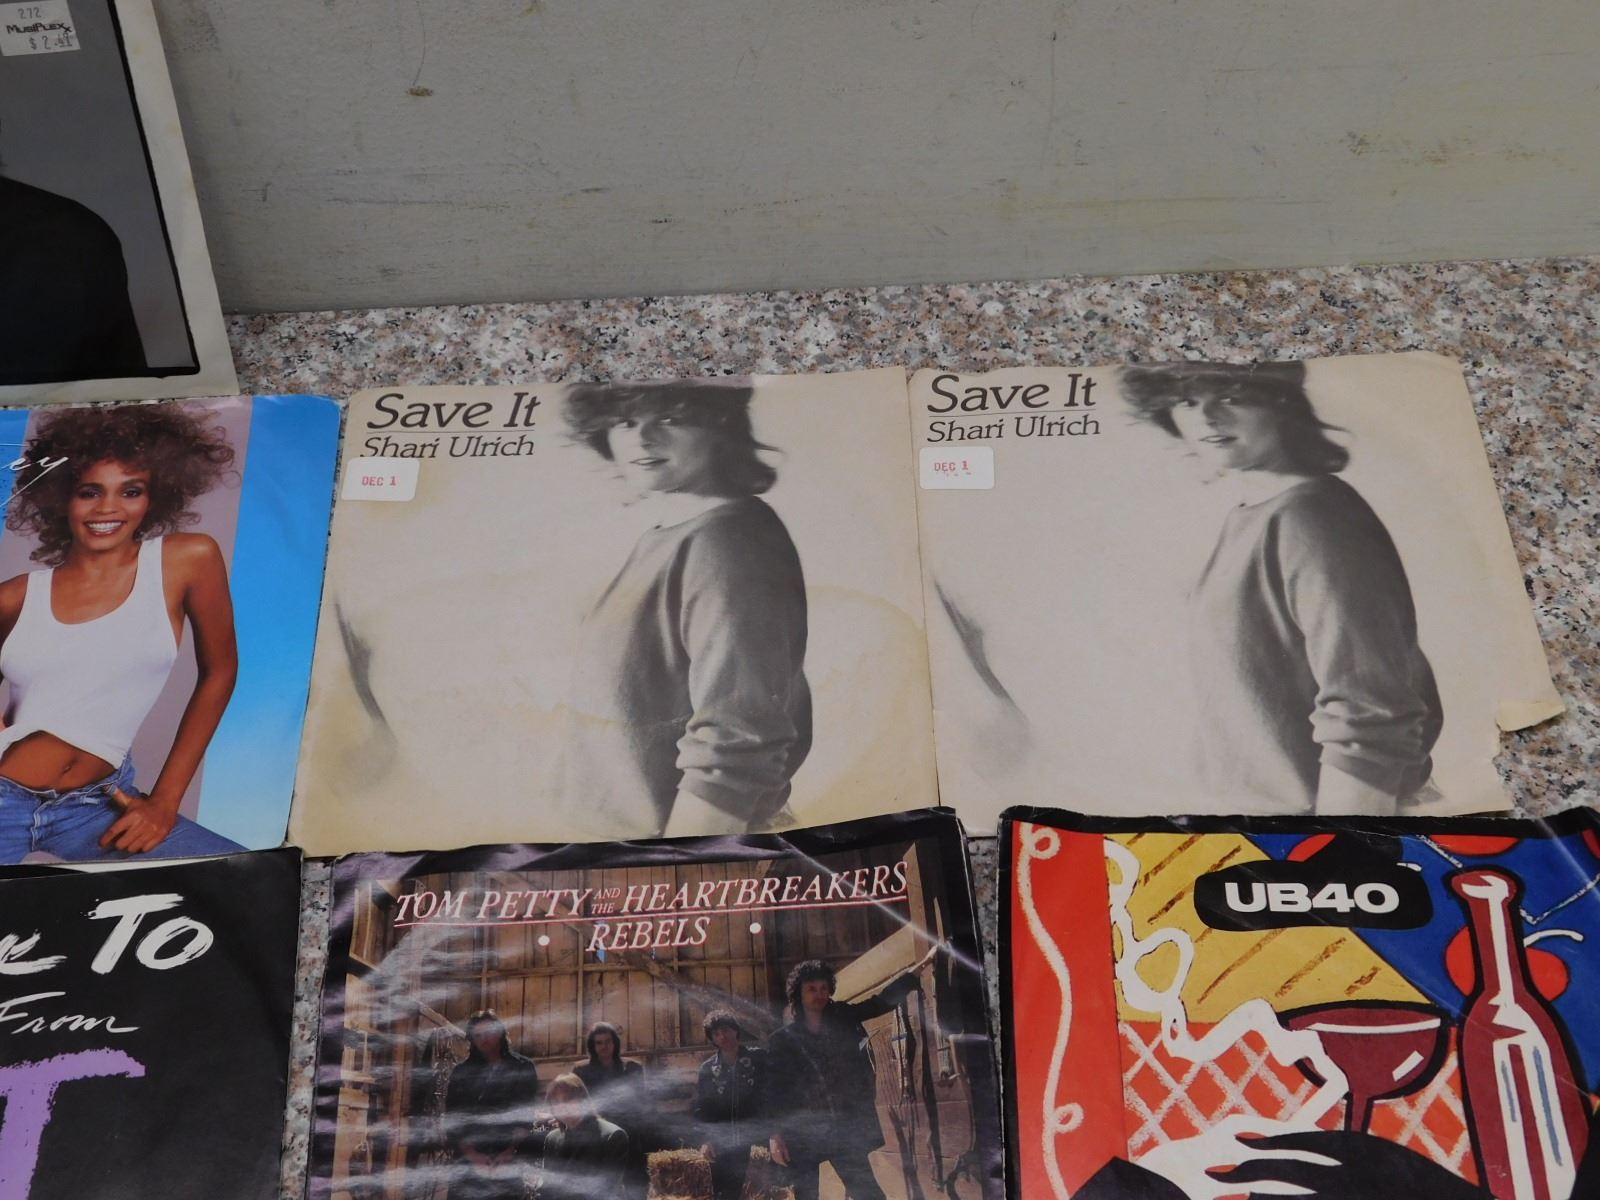 272
MUSIPLEX
Save It
Shari Ulrich
DEC 1
Save It
Shari Ulrich
DEC 1
ey
TO
From
T
TOM PETTY AND THE HEARTBREAKERS
• REBELS •
UB40